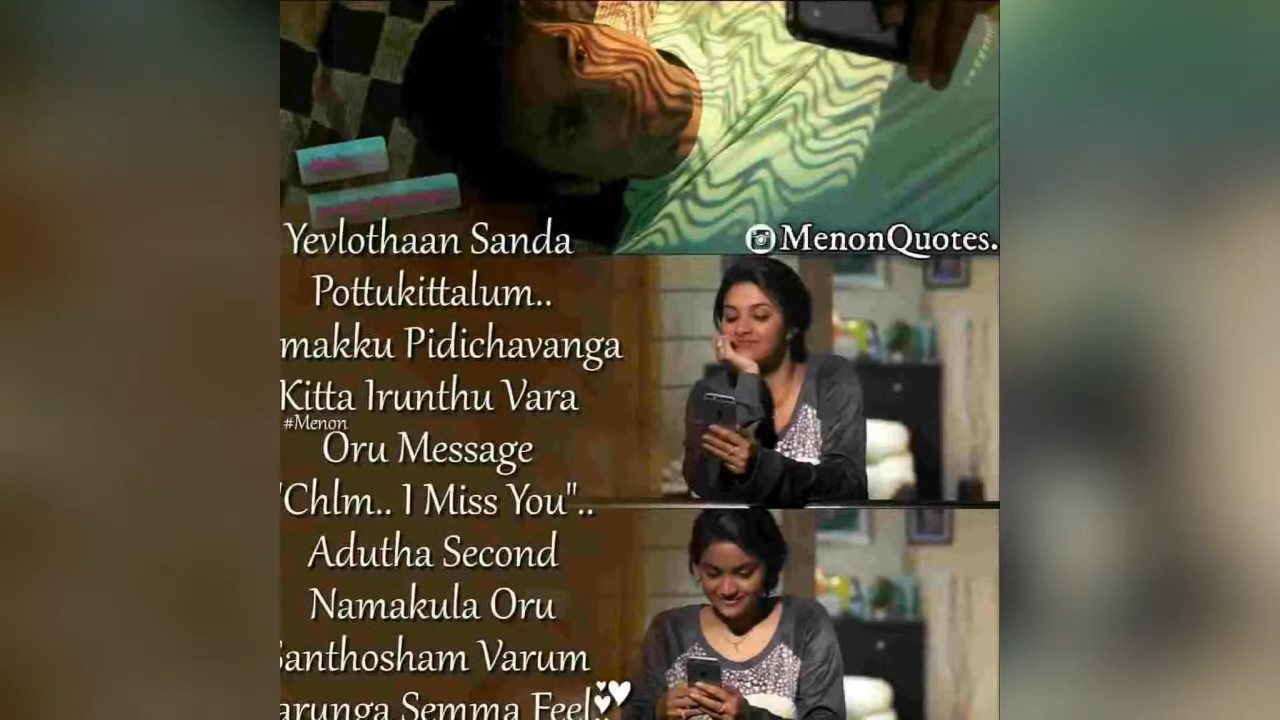 Yevlothaan Sanda
MenonQuotes.
Pottukittalum..
makku Pidichavanga
Kitta Irunthu Vara
#Menon
Oru Message
"Chlm.. I Miss You"..
Adutha Second
Namakula Oru
Santhosham Varum
arunga Semma Feel..